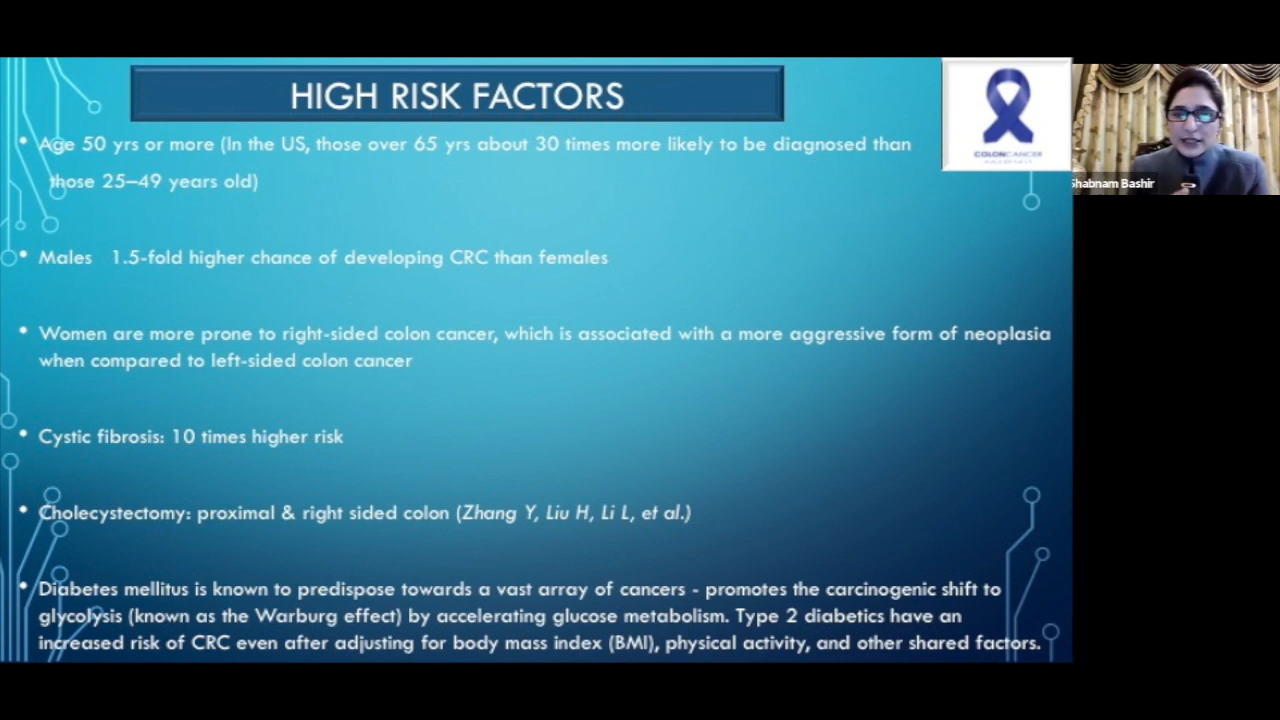 HIGH RISK FACTORS
COLONCANCER
• Age 50 yrs or more (In the US, those over 65 yrs about 30 times more likely to be diagnosed than
those 25–49 years old)
Shabnam Bashir
• Males 1.5-fold higher chance of developing CRC than females
• Women are more prone to right-sided colon cancer, which is associated with a more aggressive form of neoplasia
when compared to left-sided colon cancer
• Cystic fibrosis: 10 times higher risk
• Cholecystectomy: proximal & right sided colon (Zhang Y, Liu H, Li L, et al.)
• Diabetes mellitus is known to predispose towards a vast array of cancers - promotes the carcinogenic shift to
glycolysis (known as the Warburg effect) by accelerating glucose metabolism. Type 2 diabetics have an
increased risk of CRC even after adjusting for body mass index (BMI), physical activity, and other shared factors.